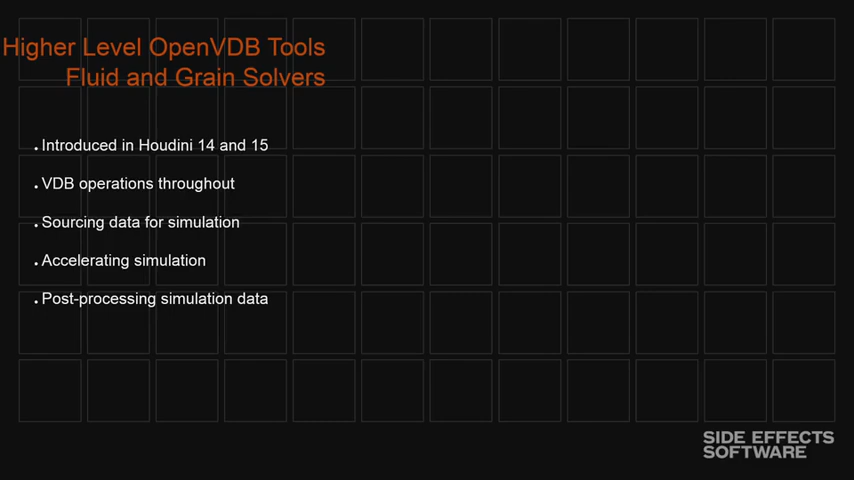 Higher Level OpenVDB Tools
Fluid and Grain Solvers
• Introduced in Houdini 14 and 15
• VDB operations throughout
• Sourcing data for simulation
• Accelerating simulation
• Post-processing simulation data
SIDE EFFECTS
SOFTWARE